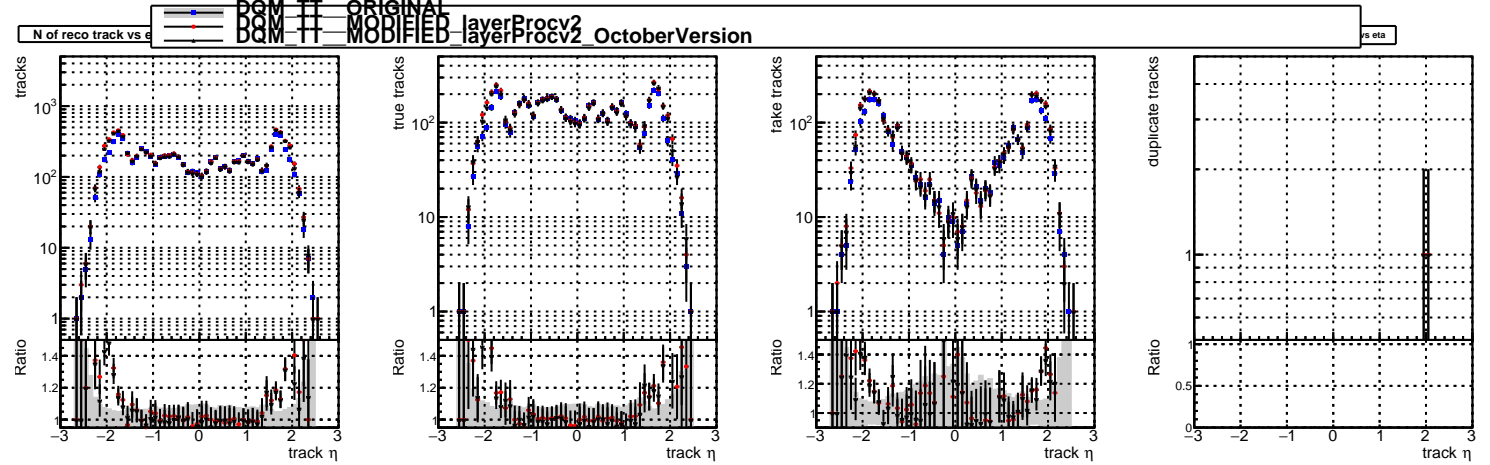 DQM_TT__ORIGINAL
DQM_TT__MODIFIED_layerProcv2
DQM_TT__MODIFIED_layerProcv2_OctoberVersion
N of reco track vs e
vs eta
tracks
10³
10²
10
1
Ratio
1.4
1.2
1
−3 −2 −1 0 1 2 3
track η
true tracks
10²
10
1
Ratio
1.4
1.2
1
−3 −2 −1 0 1 2 3
track η
fake tracks
10²
10
1
Ratio
1.4
1.2
1
−3 −2 −1 0 1 2 3
track η
duplicate tracks
1
Ratio
1
0.5
0
−3 −2 −1 0 1 2 3
track η